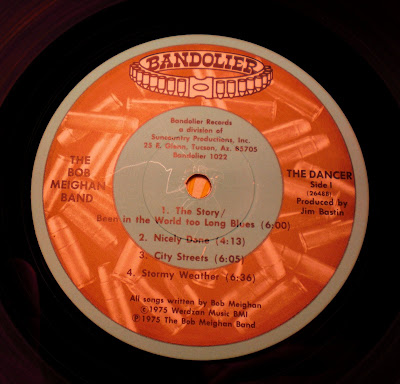 BANDOLIER
Bandolier Records
a division of
Suncountry Productions, Inc.
25 E. Glenn, Tucson, Az. 85705
Bandolier 1022
THE
BOB
MEIGHAN
BAND
THE DANCER
Side 1
(26488)
Produced by
Jim Bastin
1. The Story/
Been in the World too Long Blues (6:00)
2. Nicely Done (4:13)
3. City Streets (6:05)
4. Stormy Weather (6:36)
All songs written by Bob Meighan
©1975 Werdzan Music BMI
℗ 1975 The Bob Meighan Band